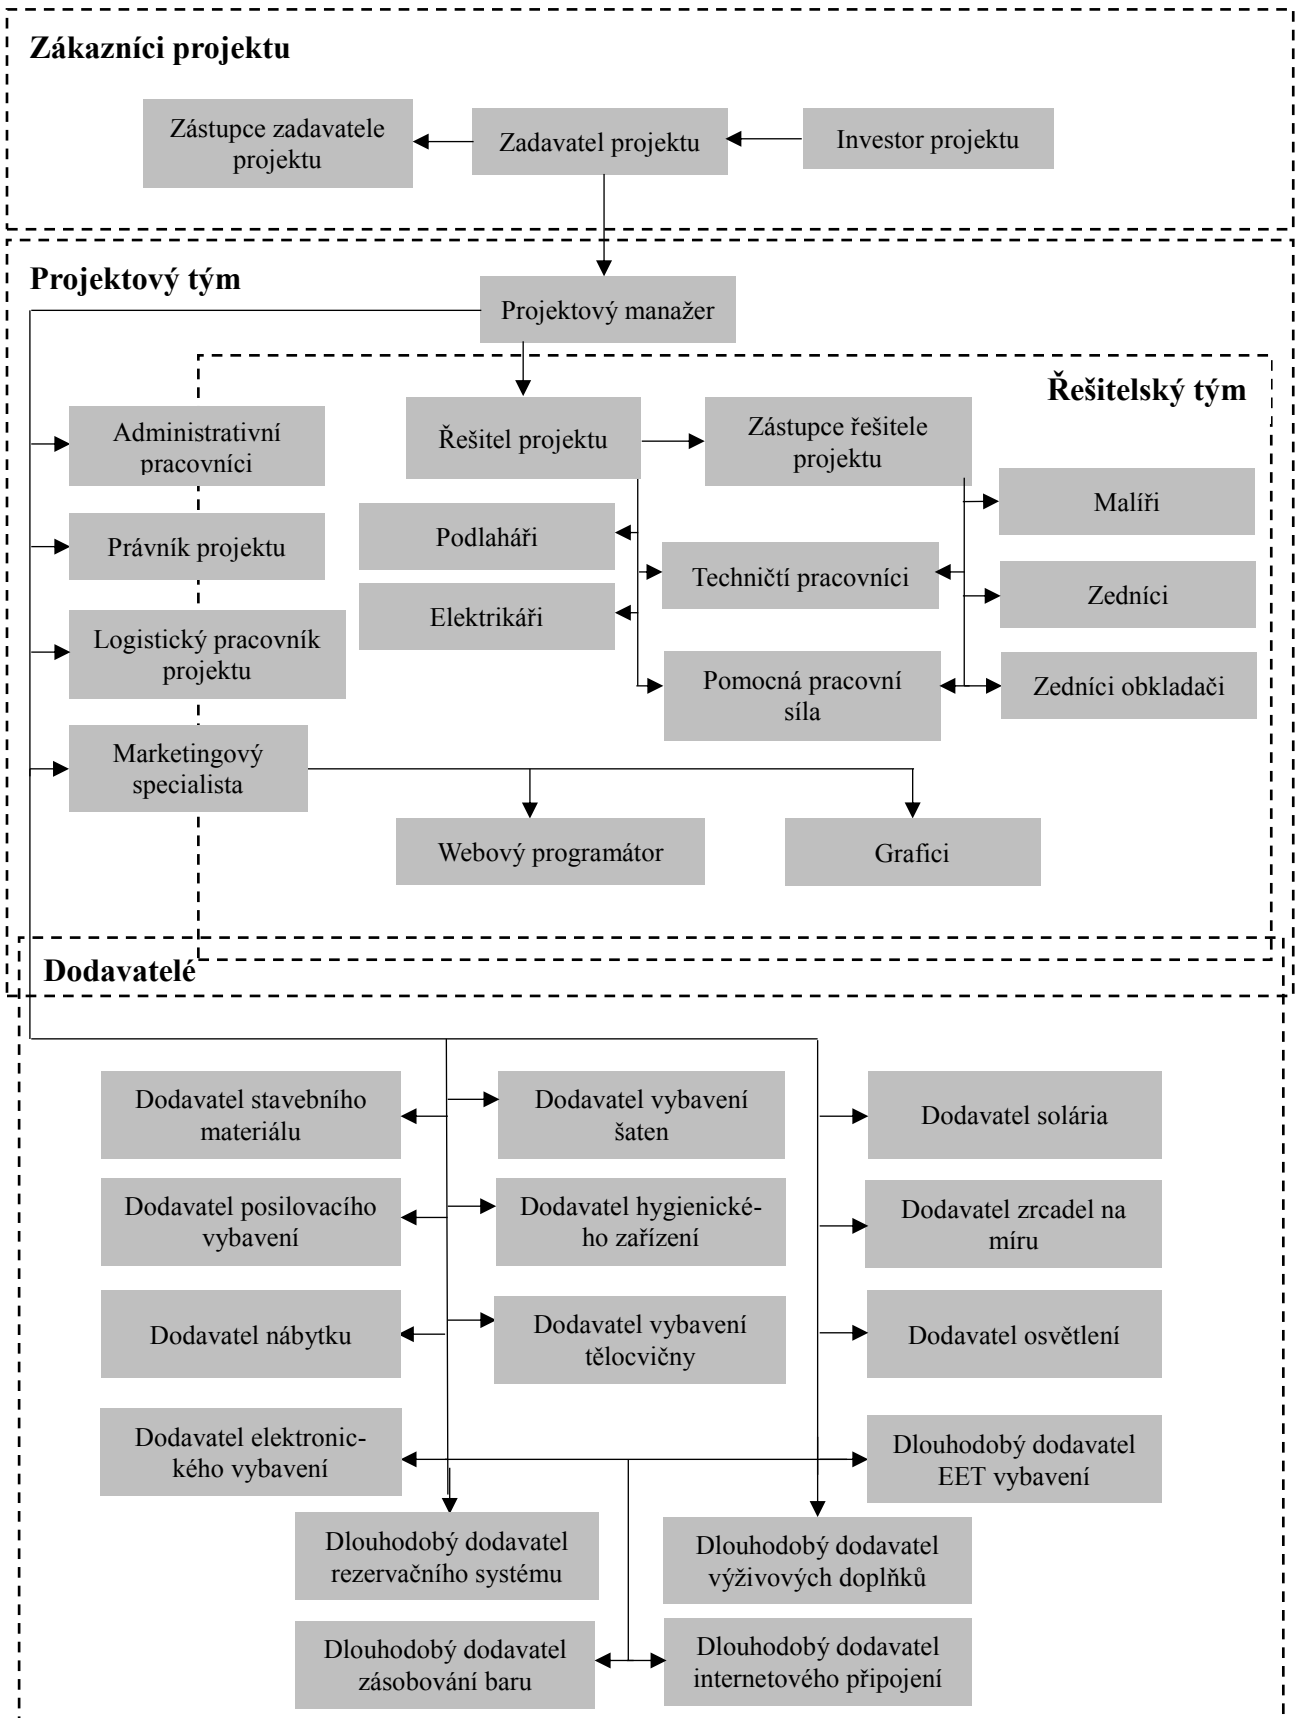 Zákazníci projektu
Zástupce zadavatele
projektu
Zadavatel projektu
Investor projektu
Projektový tým
Projektový manažer
Řešitelský tým
Administrativní
pracovníci
Řešitel projektu
Zástupce řešitele
projektu
Malíři
Právník projektu
Podlaháři
Techničtí pracovníci
Zedníci
Elektrikáři
Logistický pracovník
projektu
Pomocná pracovní
síla
Zedníci obkladači
Marketingový
specialista
Webový programátor
Grafici
Dodavatelé
Dodavatel stavebního
materiálu
Dodavatel vybavení
šaten
Dodavatel solária
Dodavatel posilovacího
vybavení
Dodavatel hygienické-
ho zařízení
Dodavatel zrcadel na
míru
Dodavatel nábytku
Dodavatel vybavení
tělocvičny
Dodavatel osvětlení
Dodavatel elektronic-
kého vybavení
Dlouhodobý dodavatel
EET vybavení
Dlouhodobý dodavatel
rezervačního systému
Dlouhodobý dodavatel
výživových doplňků
Dlouhodobý dodavatel
zásobování baru
Dlouhodobý dodavatel
internetového připojení